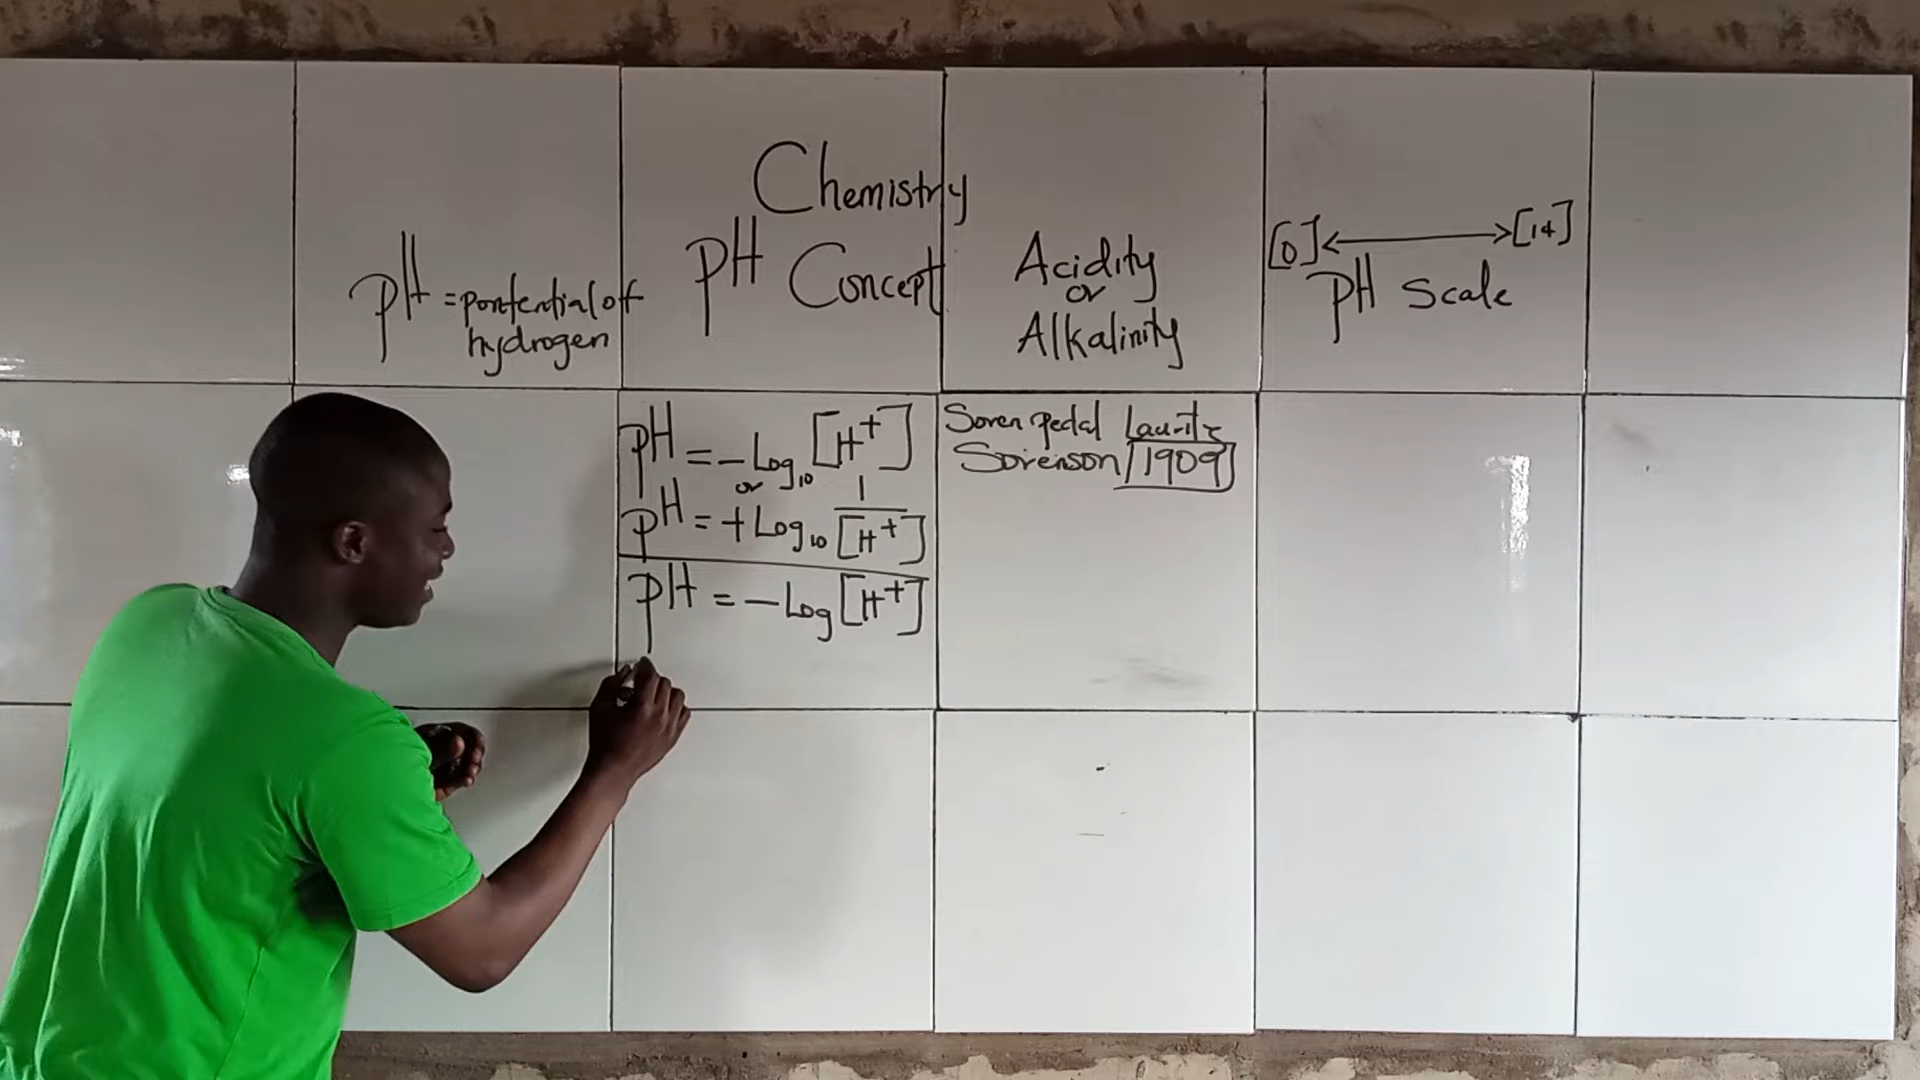 Chemistry
pH Concept
pH = pontential of
hydrogen
Acidity
or
Alkalinity
[0] <-----> [14]
PH Scale
pH = -Log₁₀ [H⁺]
or
pH = +Log₁₀ 1/[H⁺]
pH = -Log [H⁺]
Soren pedal Lauritz
Sorenson 1909